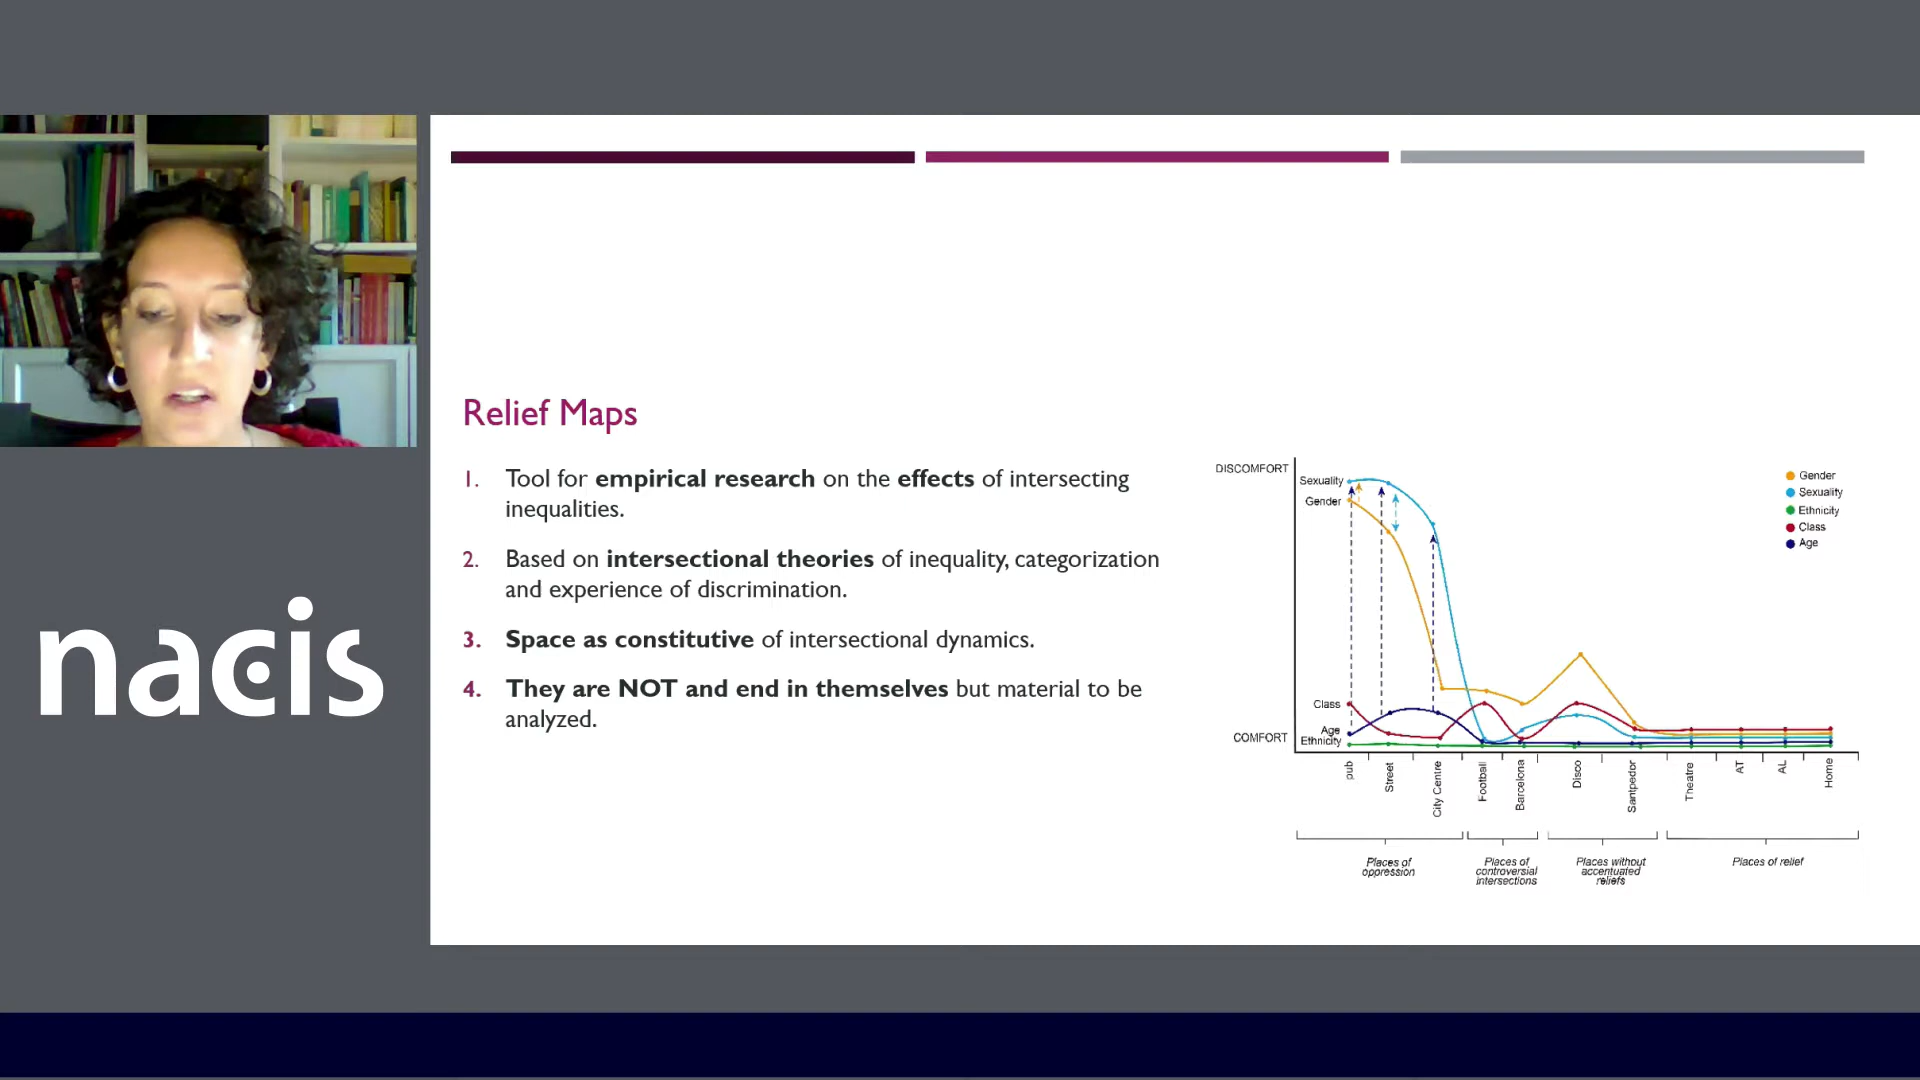 nacis
Relief Maps
1. Tool for empirical research on the effects of intersecting
inequalities.
2. Based on intersectional theories of inequality, categorization
and experience of discrimination.
3. Space as constitutive of intersectional dynamics.
4. They are NOT and end in themselves but material to be
analyzed.
DISCOMFORT
Sexuality
Gender
Class
Age
Ethnicity
COMFORT
Gender
Sexuality
Ethnicity
Class
Age
pub
Street
City Centre
Football
Barcelona
Disco
Santpedor
Theatre
AT
AL
Home
Places of
oppression
Places of
controversial
intersections
Places without
accentuated
reliefs
Places of relief